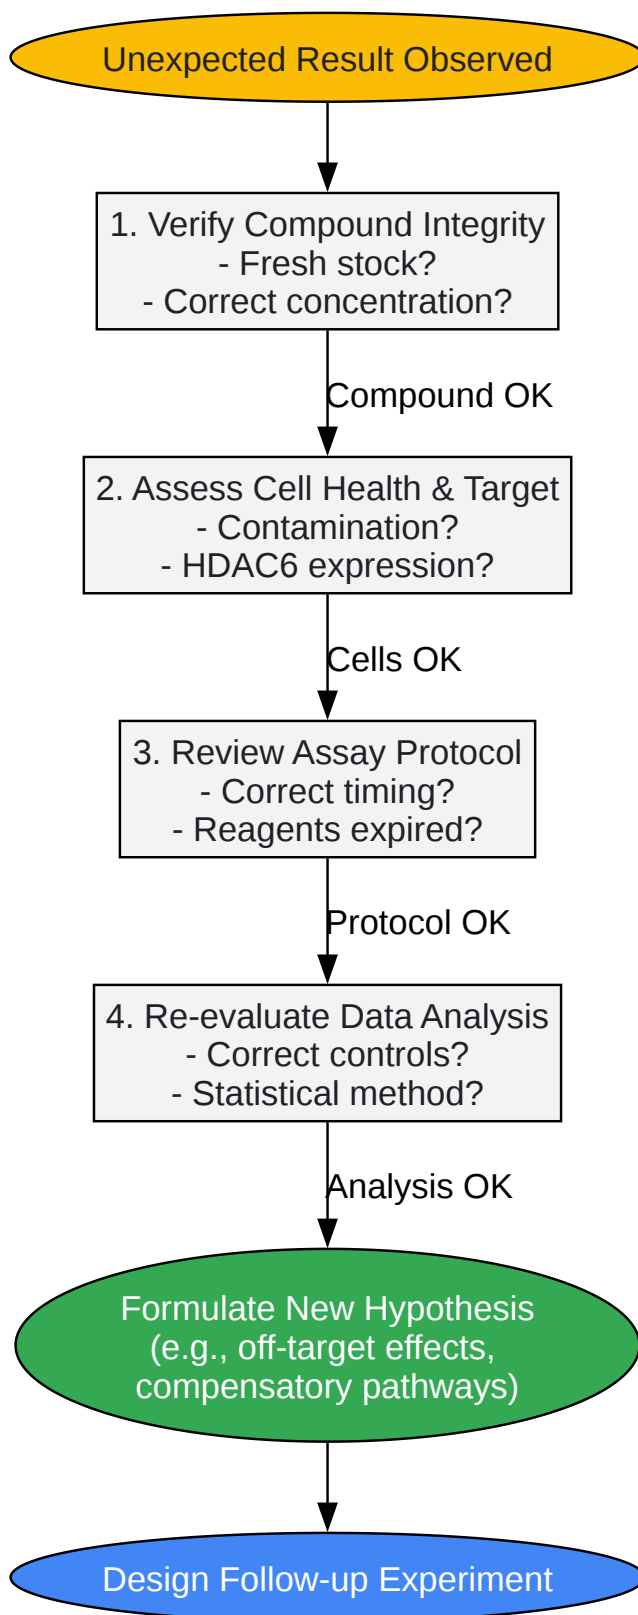 Unexpected Result Observed
1. Verify Compound Integrity
- Fresh stock?
- Correct concentration?
Compound OK
2. Assess Cell Health & Target
- Contamination?
- HDAC6 expression?
Cells OK
3. Review Assay Protocol
- Correct timing?
- Reagents expired?
Protocol OK
4. Re-evaluate Data Analysis
- Correct controls?
- Statistical method?
Analysis OK
Formulate New Hypothesis
(e.g., off-target effects,
compensatory pathways)
Design Follow-up Experiment